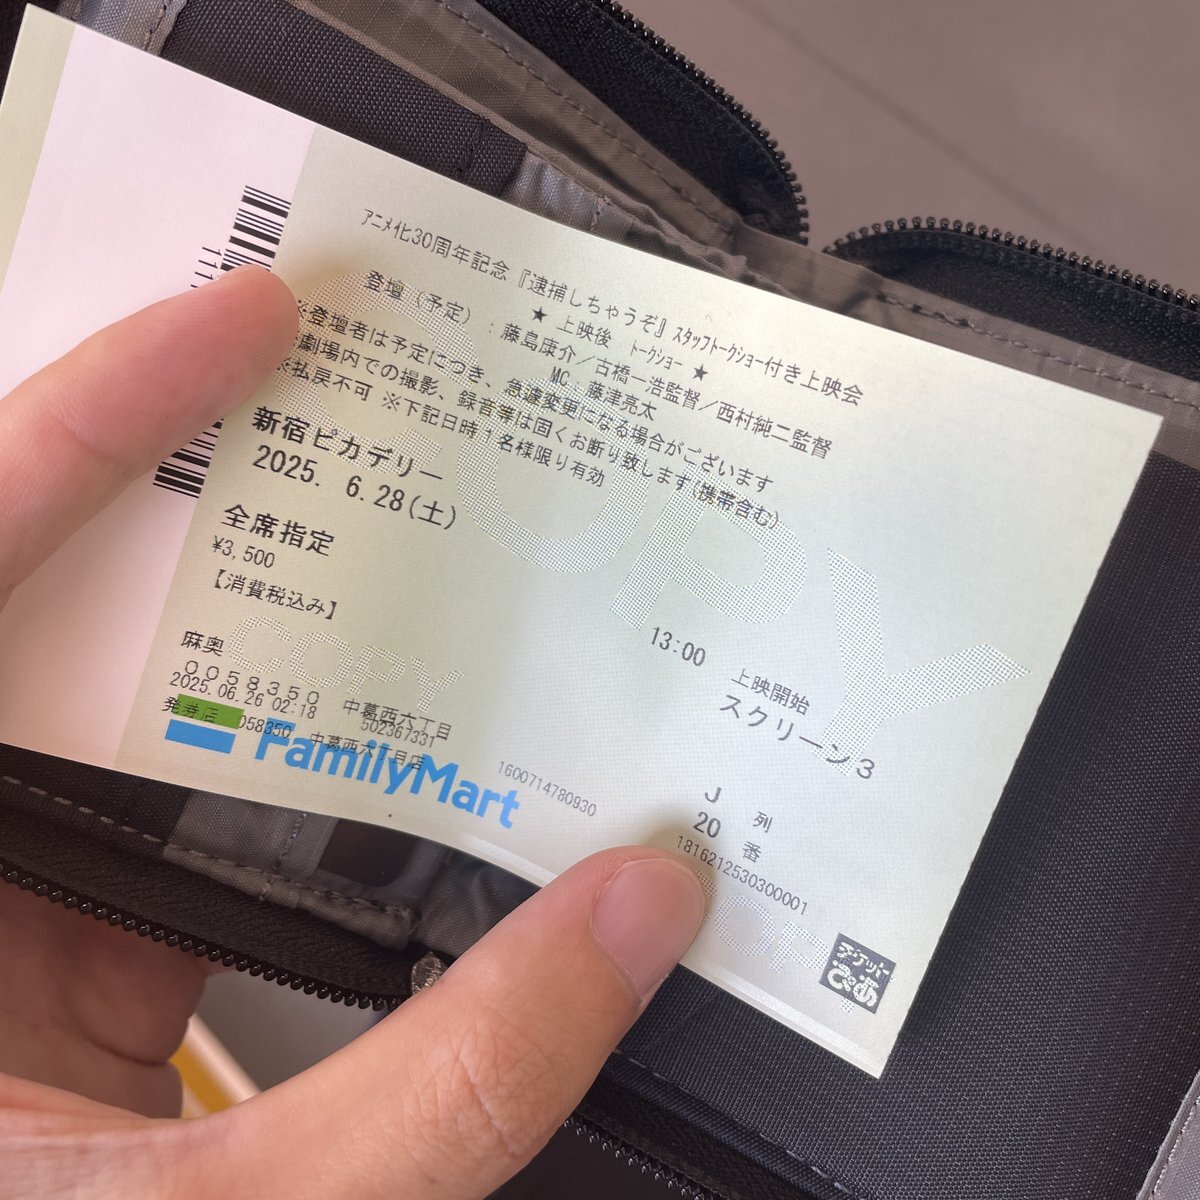 アニメ化30周年記念『逮捕しちゃうぞ』スタッフトークショー付き上映会
★ 上映後 トークショー ★
登壇（予定）：藤島康介／古橋一浩監督／西村純二監督
MC：藤津亮太
※登壇者は予定につき、急遽変更になる場合がございます
劇場内での撮影、録音等は固くお断り致します(携帯含む)
※払戻不可 ※下記日時1名様限り有効
新宿ピカデリー
2025. 6.28(土)
13:00 上映開始
全席指定
スクリーン3
¥3,500
【消費税込み】
J 列
20 番
麻奥
0058350 中葛西六丁目
2025.06.26 02:18 502367331
発券店 058350 中葛西六丁目店
FamilyMart
1600714780930
1816212530300001
チケット
ぴあ
COPY
COPY
COPY
111